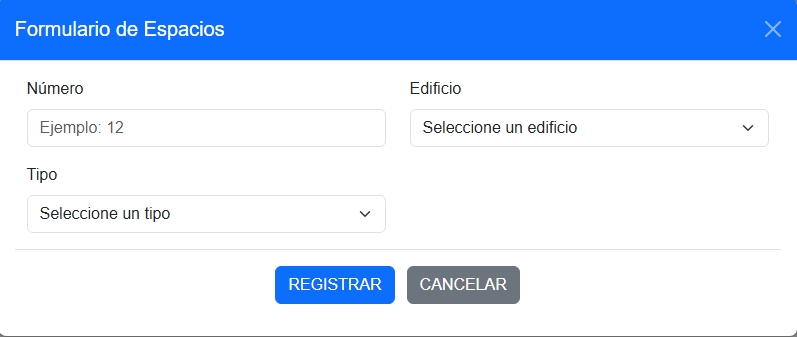 Formulario de Espacios
Número
Edificio
Ejemplo: 12
Seleccione un edificio
Tipo
Seleccione un tipo
REGISTRAR
CANCELAR